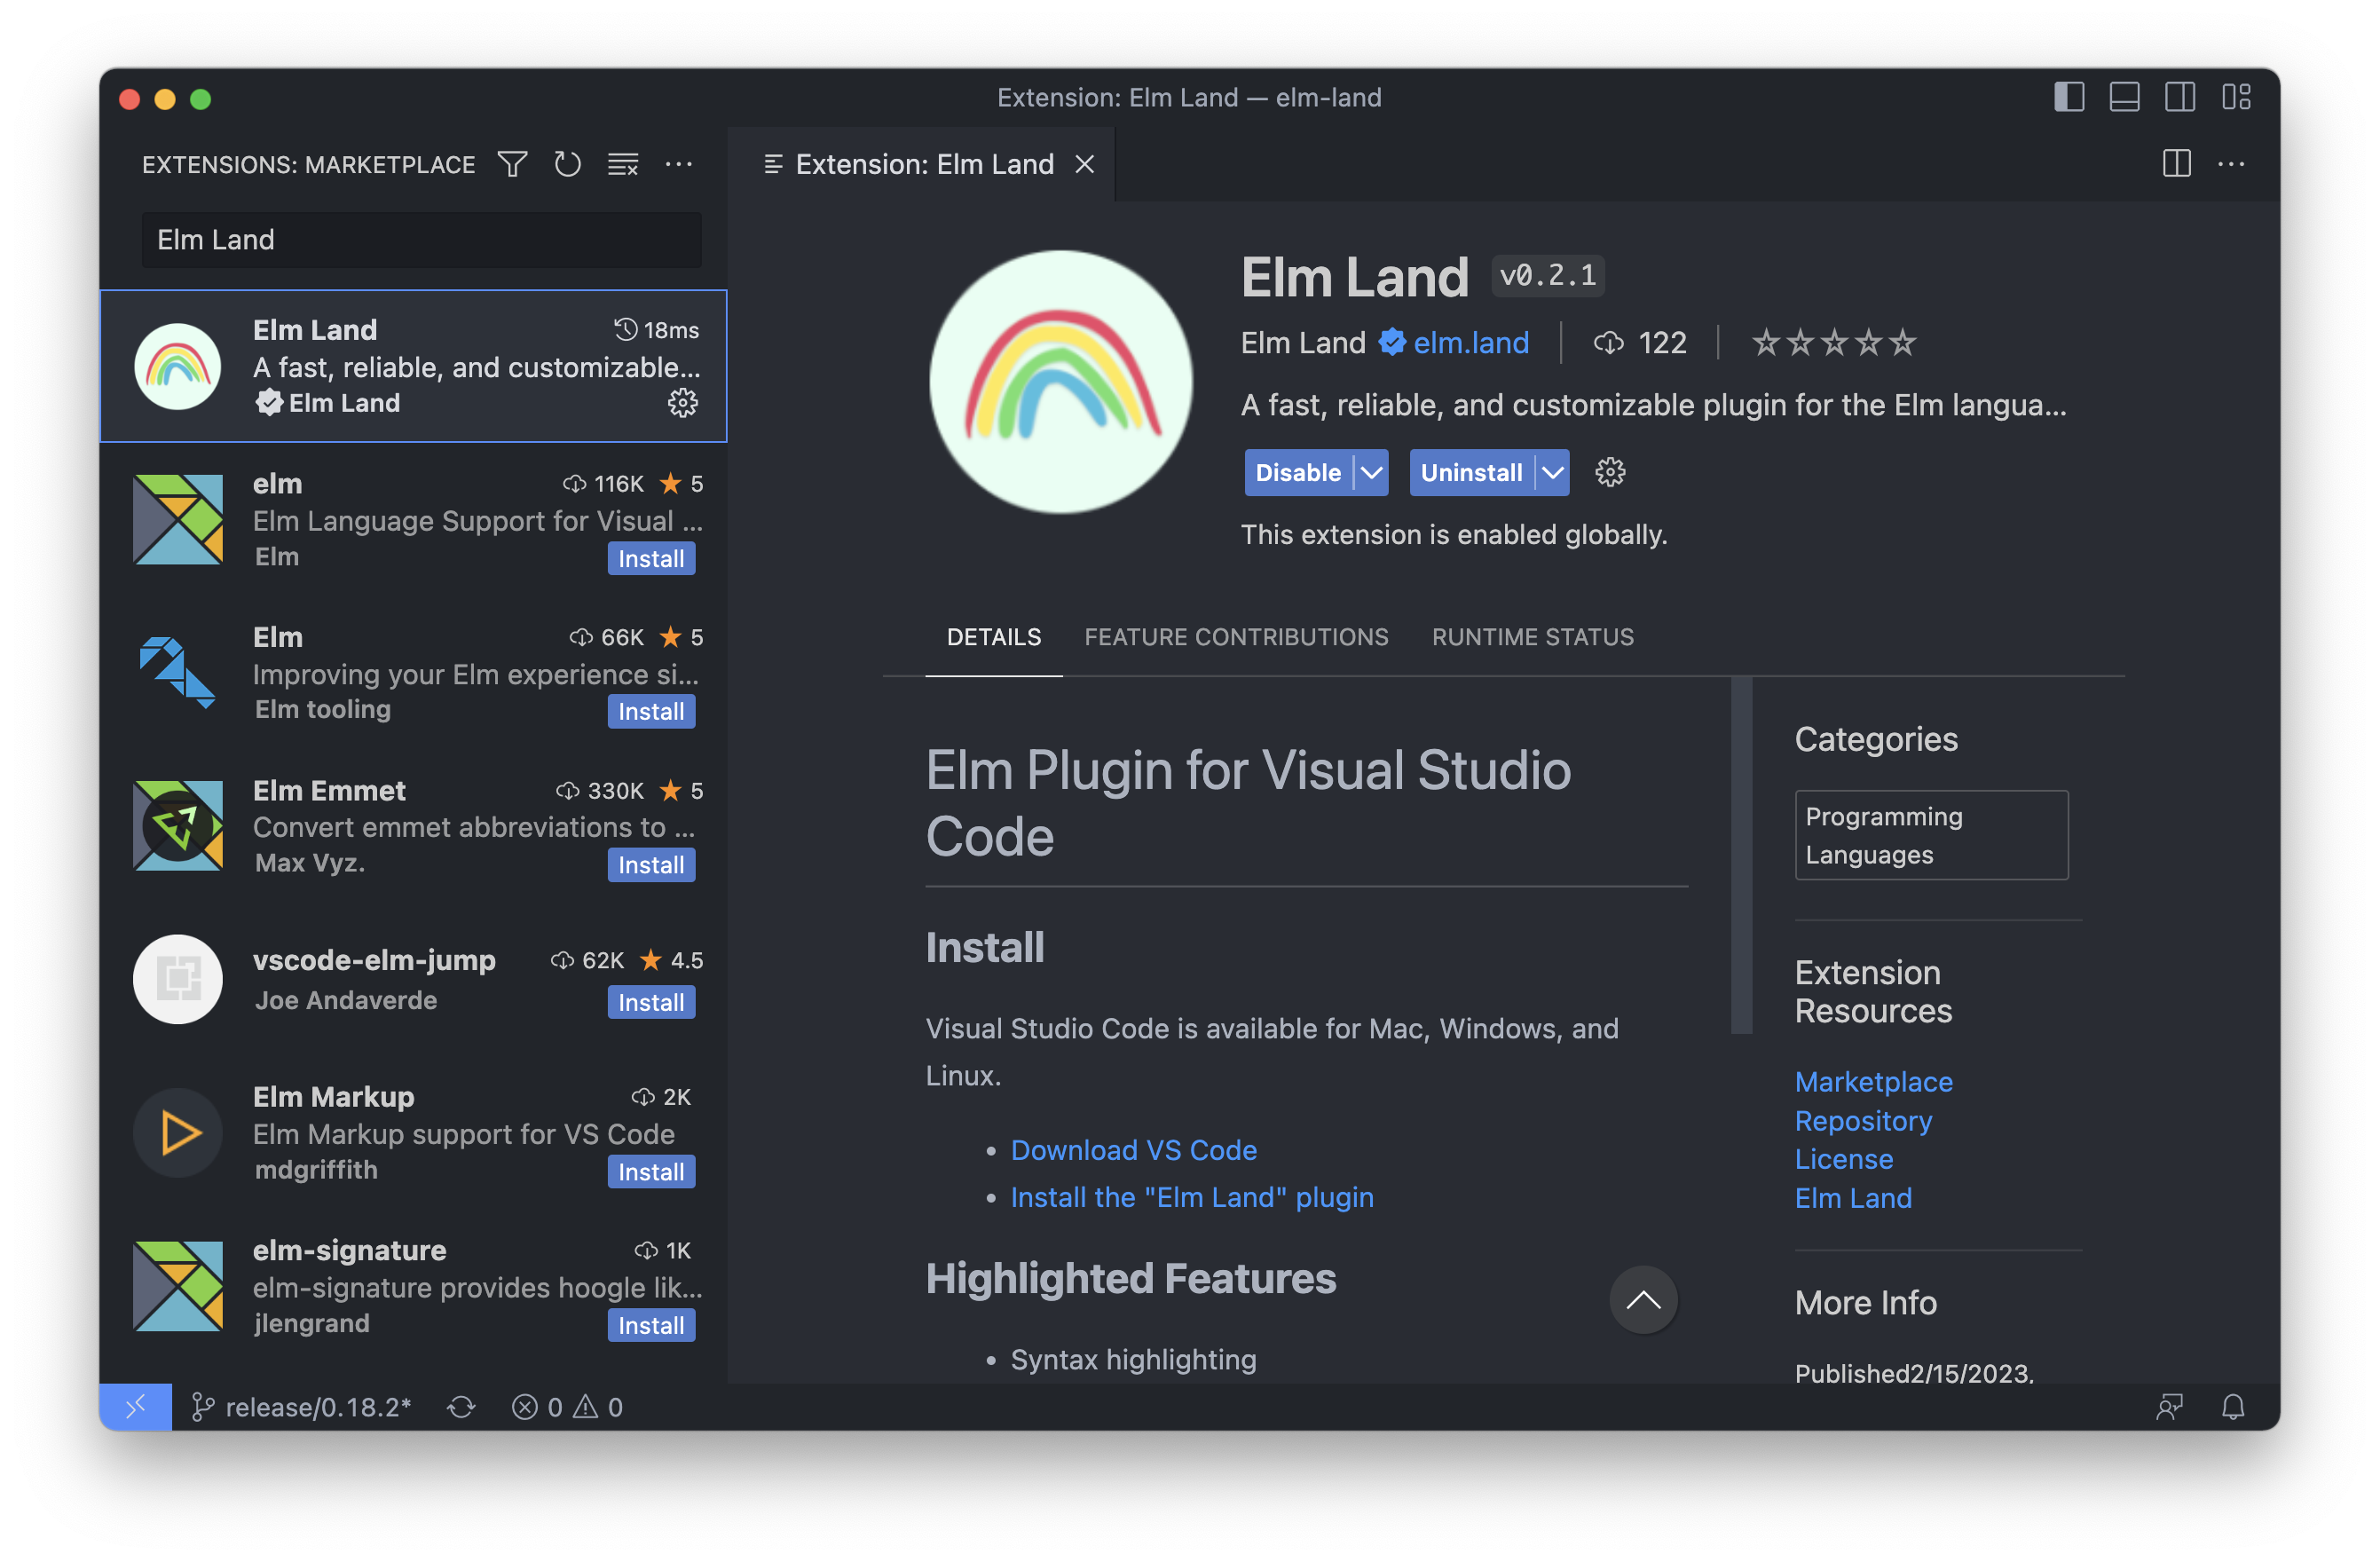 Extension: Elm Land — elm-land
EXTENSIONS: MARKETPLACE
Elm Land
Elm Land
18ms
A fast, reliable, and customizable...
Elm Land
elm
116K
5
Elm Language Support for Visual ...
Elm
Install
Elm
66K
5
Improving your Elm experience si...
Elm tooling
Install
Elm Emmet
330K
5
Convert emmet abbreviations to ...
Max Vyz.
Install
vscode-elm-jump
62K
4.5
Joe Andaverde
Install
Elm Markup
2K
Elm Markup support for VS Code
mdgriffith
Install
elm-signature
1K
elm-signature provides hoogle lik...
jlengrand
Install
Extension: Elm Land
Elm Land
v0.2.1
Elm Land
elm.land
122
A fast, reliable, and customizable plugin for the Elm langua...
Disable
Uninstall
This extension is enabled globally.
DETAILS
FEATURE CONTRIBUTIONS
RUNTIME STATUS
Elm Plugin for Visual Studio
Code
Install
Visual Studio Code is available for Mac, Windows, and
Linux.
• Download VS Code
• Install the "Elm Land" plugin
Highlighted Features
• Syntax highlighting
Categories
Programming
Languages
Extension
Resources
Marketplace
Repository
License
Elm Land
More Info
Published2/15/2023,
release/0.18.2*
0
0